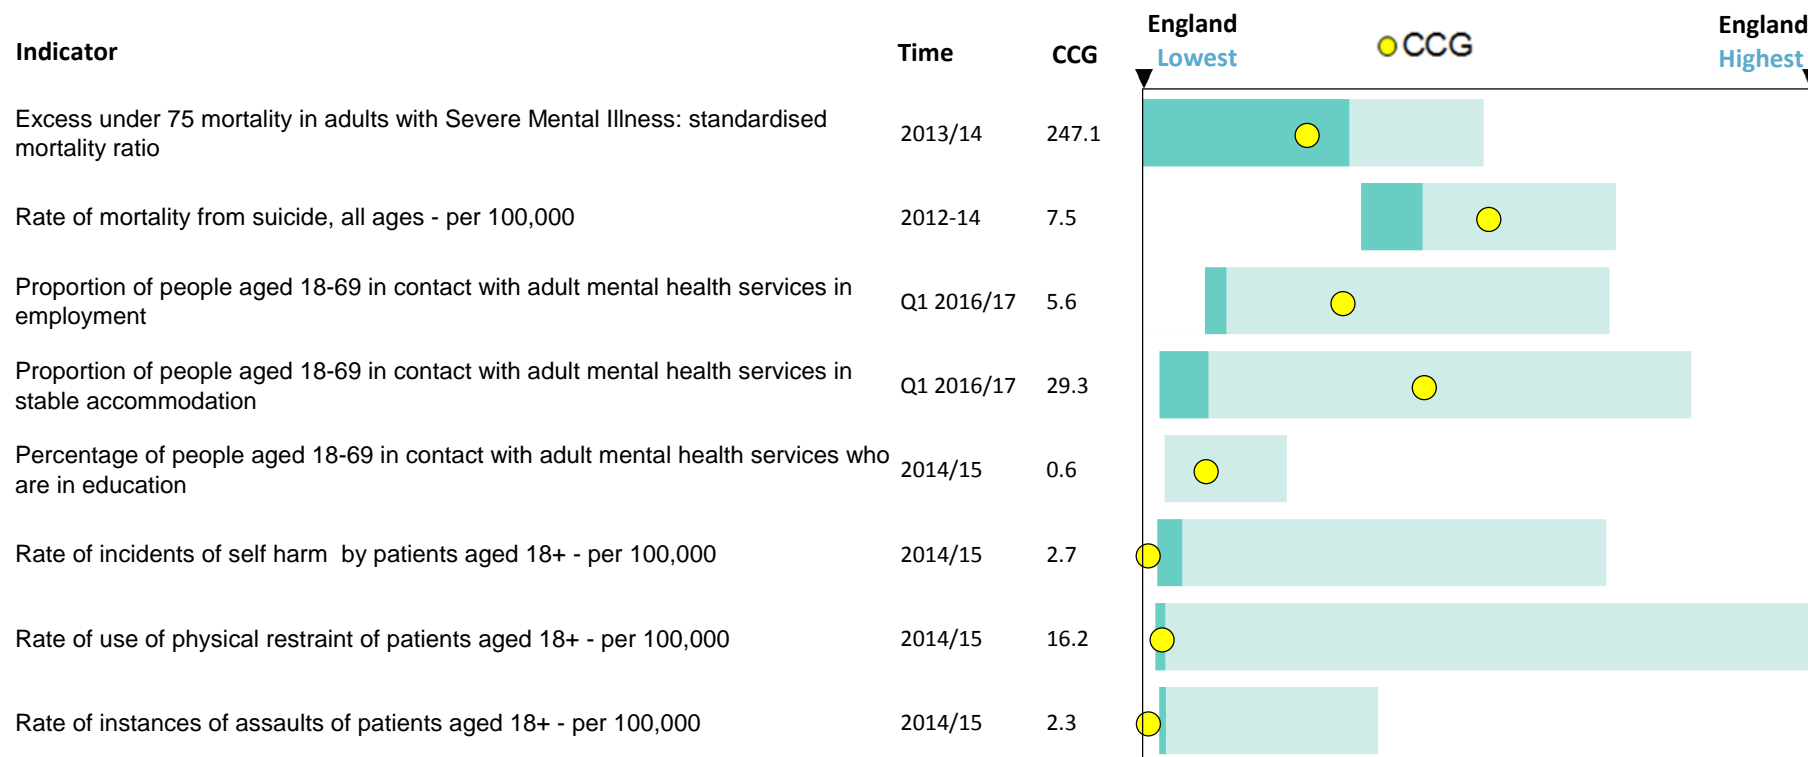 Indicator Time CCG England Lowest CCG England Highest
Excess under 75 mortality in adults with Severe Mental Illness: standardised
mortality ratio
2013/14 247.1
Rate of mortality from suicide, all ages - per 100,000 2012-14 7.5
Proportion of people aged 18-69 in contact with adult mental health services in
employment
Q1 2016/17 5.6
Proportion of people aged 18-69 in contact with adult mental health services in
stable accommodation
Q1 2016/17 29.3
Percentage of people aged 18-69 in contact with adult mental health services who
are in education
2014/15 0.6
Rate of incidents of self harm  by patients aged 18+ - per 100,000 2014/15 2.7
Rate of use of physical restraint of patients aged 18+ - per 100,000 2014/15 16.2
Rate of instances of assaults of patients aged 18+ - per 100,000 2014/15 2.3